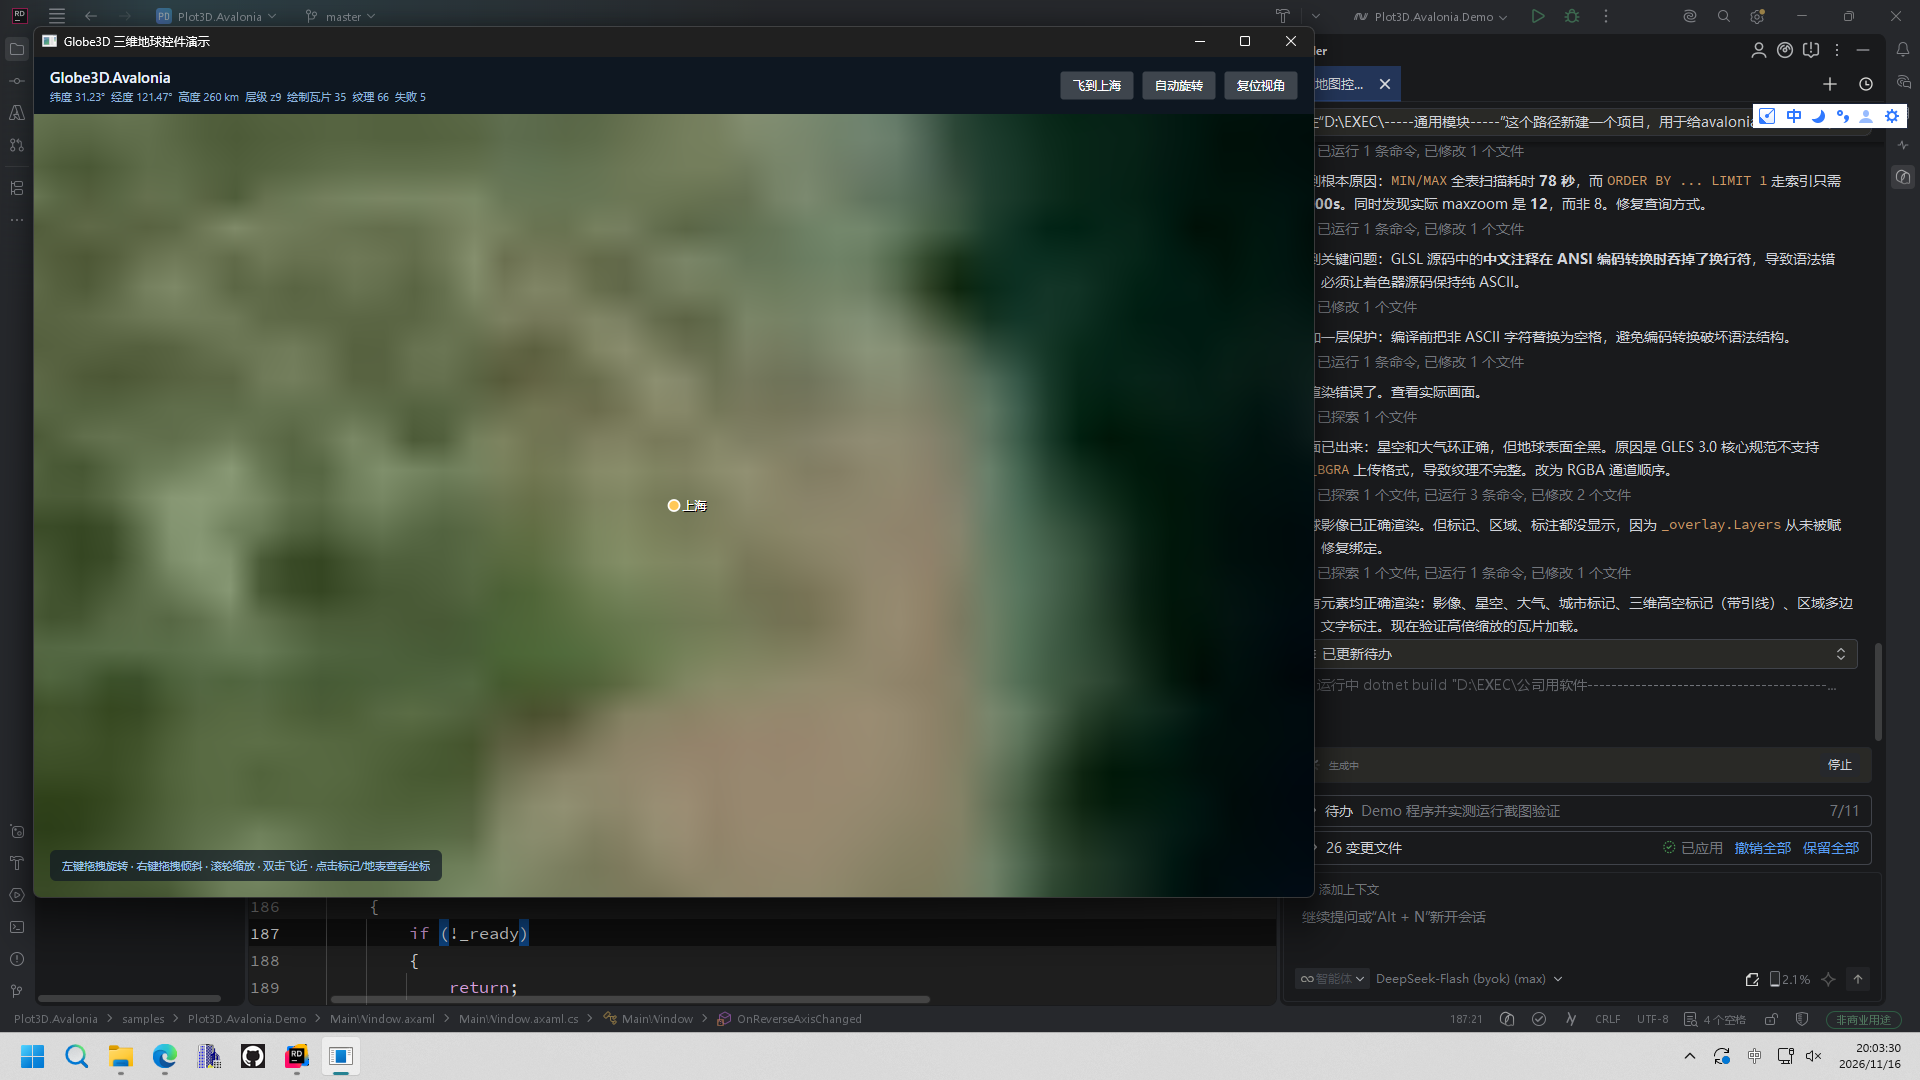 PD Plot3D.Avalonia
master
Plot3D.Avalonia.Demo
Globe3D 三维地球控件演示
Globe3D.Avalonia
纬度 31.23° 经度 121.47° 高度 260 km 层级 z9 绘制瓦片 35 纹理 66 失败 5
飞到上海
自动旋转
复位视角
上海
左键拖拽旋转 · 右键拖拽倾斜 · 滚轮缩放 · 双击飞近 · 点击标记/地表查看坐标
der
地图控...
中
“D:\EXEC\-----通用模块-----”这个路径新建一个项目，用于给avalonia
已运行 1 条命令, 已修改 1 个文件
到根本原因：MIN/MAX 全表扫描耗时 78 秒，而 ORDER BY ... LIMIT 1 走索引只需
00s。同时发现实际 maxzoom 是 12，而非 8。修复查询方式。
已运行 1 条命令, 已修改 1 个文件
到关键问题：GLSL 源码中的中文注释在 ANSI 编码转换时吞掉了换行符，导致语法错
必须让着色器源码保持纯 ASCII。
已修改 1 个文件
加一层保护：编译前把非 ASCII 字符替换为空格，避免编码转换破坏语法结构。
已运行 1 条命令, 已修改 1 个文件
渲染错误了。查看实际画面。
已探索 1 个文件
面已出来：星空和大气环正确，但地球表面全黑。原因是 GLES 3.0 核心规范不支持
_BGRA 上传格式，导致纹理不完整。改为 RGBA 通道顺序。
已探索 1 个文件, 已运行 3 条命令, 已修改 2 个文件
球影像已正确渲染。但标记、区域、标注都没显示，因为 _overlay.Layers 从未被赋
修复绑定。
已探索 1 个文件, 已运行 1 条命令, 已修改 1 个文件
有元素均正确渲染：影像、星空、大气、城市标记、三维高空标记（带引线）、区域多边
文字标注。现在验证高倍缩放的瓦片加载。
已更新待办
运行中 dotnet build "D:\EXEC\公司用软件----------------------------------------...
生成中
停止
待办 Demo 程序并实测运行截图验证 7/11
26 变更文件 已应用 撤销全部 保留全部
添加上下文
继续提问或“Alt + N”新开会话
智能体 DeepSeek-Flash (byok) (max) 2.1%
186 {
187 if (!_ready)
188 {
189 return;
Plot3D.Avalonia > samples > Plot3D.Avalonia.Demo > MainWindow.axaml > MainWindow.axaml.cs > MainWindow > OnReverseAxisChanged
187:21 CRLF UTF-8 4 个空格 非商业用途
中
20:03:30
2026/11/16